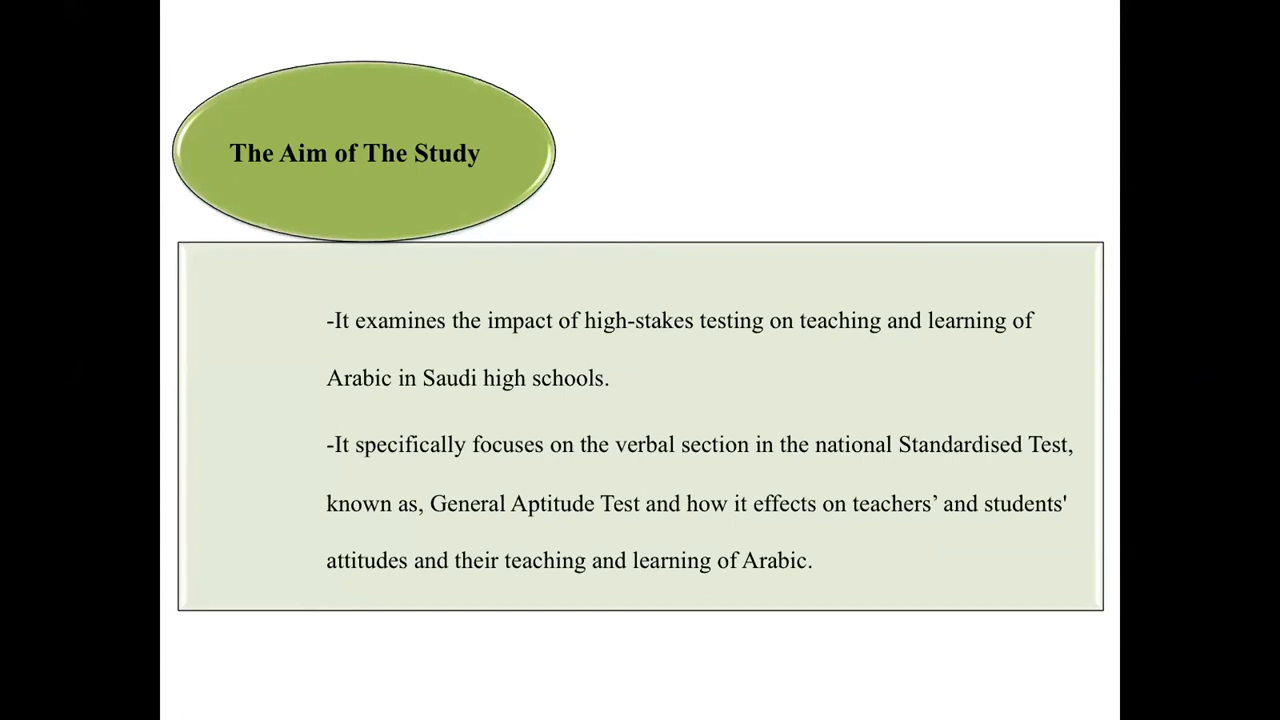 The Aim of The Study
-It examines the impact of high-stakes testing on teaching and learning of
Arabic in Saudi high schools.
-It specifically focuses on the verbal section in the national Standardised Test,
known as, General Aptitude Test and how it effects on teachers’ and students'
attitudes and their teaching and learning of Arabic.